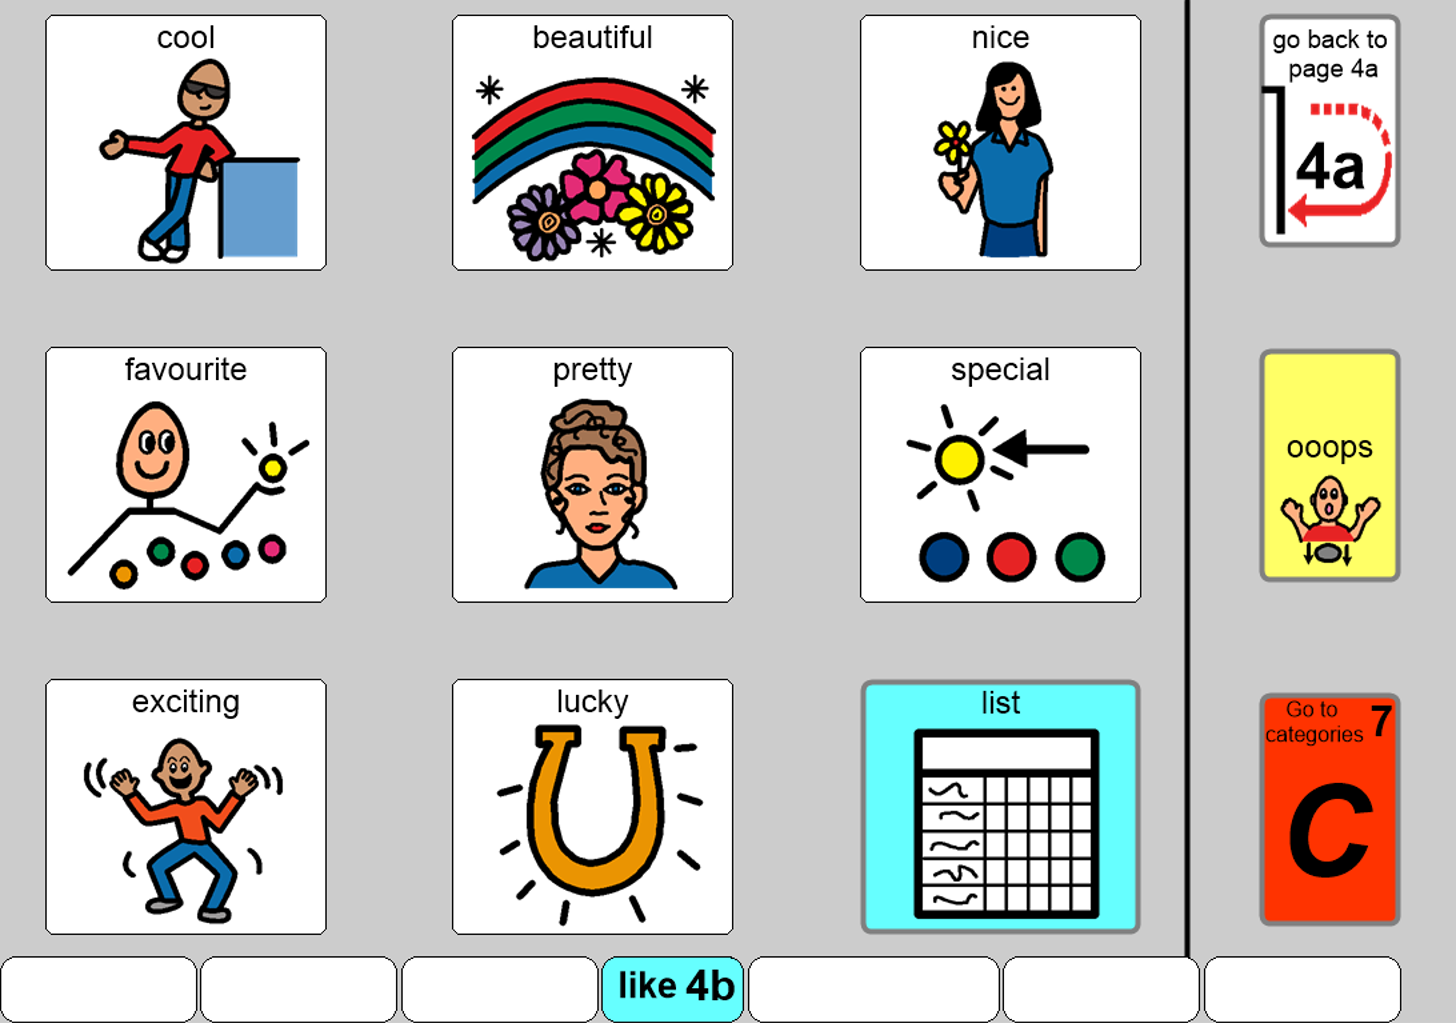 cool
beautiful
nice
go back to
page 4a
4a
favourite
pretty
special
ooops
exciting
lucky
list
Go to
categories 7
C
like 4b